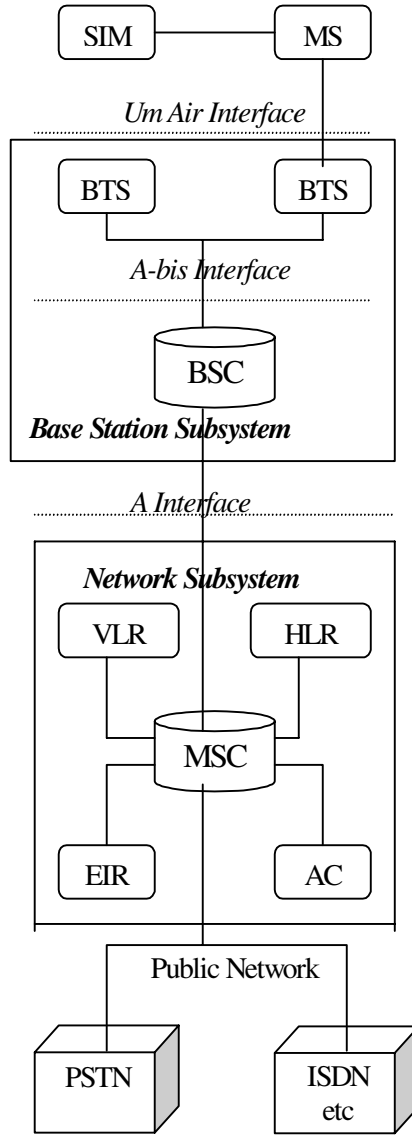 SIM MS
Um Air Interface
BTS BTS
A-bis Interface
BSC
Base Station Subsystem
A Interface
Network Subsystem
VLR HLR
MSC
EIR AC
Public Network
PSTN ISDN
etc